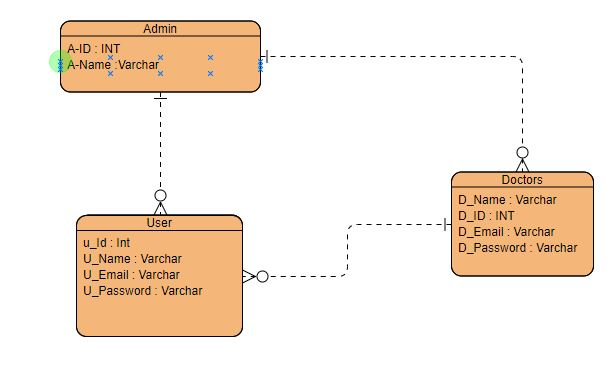 Admin
A-ID : INT
A-Name :Varchar
Doctors
D_Name : Varchar
D_ID : INT
D_Email : Varchar
D_Password : Varchar
User
u_Id : Int
U_Name : Varchar
U_Email : Varchar
U_Password : Varchar